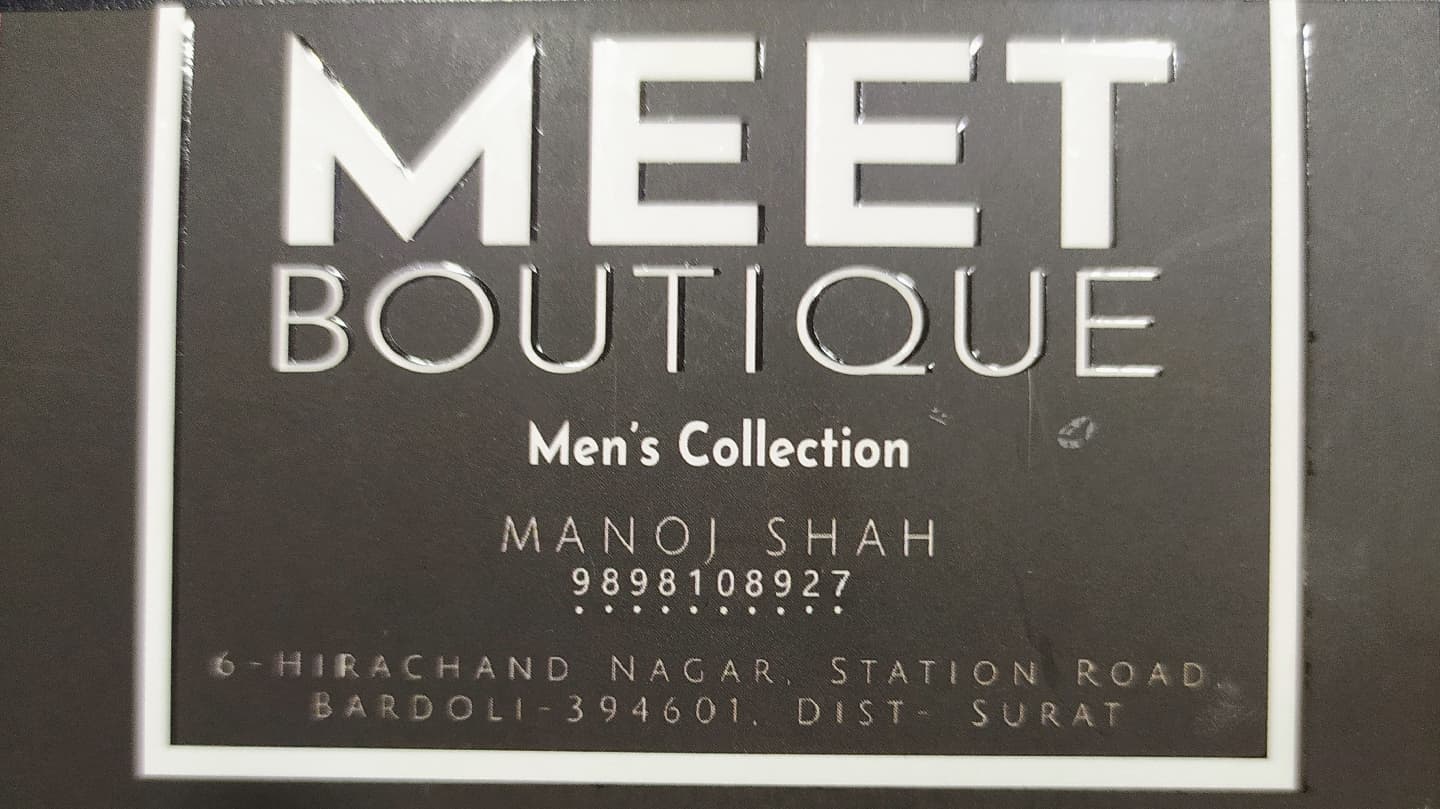 MEET
BOUTIQUE
Men's Collection
MANOJ SHAH
9898108927
6-HIRACHAND NAGAR, STATION ROAD,
BARDOLI-394601, DIST- SURAT